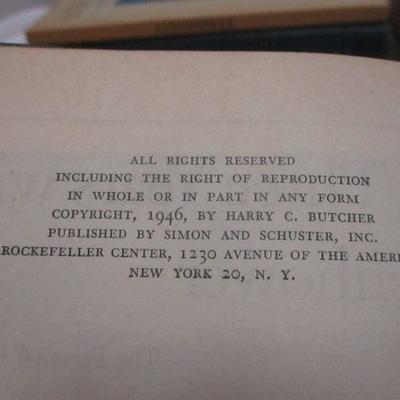 ALL RIGHTS RESERVED
INCLUDING THE RIGHT OF REPRODUCTION
IN WHOLE OR IN PART IN ANY FORM
COPYRIGHT, 1946, BY HARRY C. BUTCHER
PUBLISHED BY SIMON AND SCHUSTER, INC.
ROCKEFELLER CENTER, 1230 AVENUE OF THE AMERI
NEW YORK 20, N. Y.